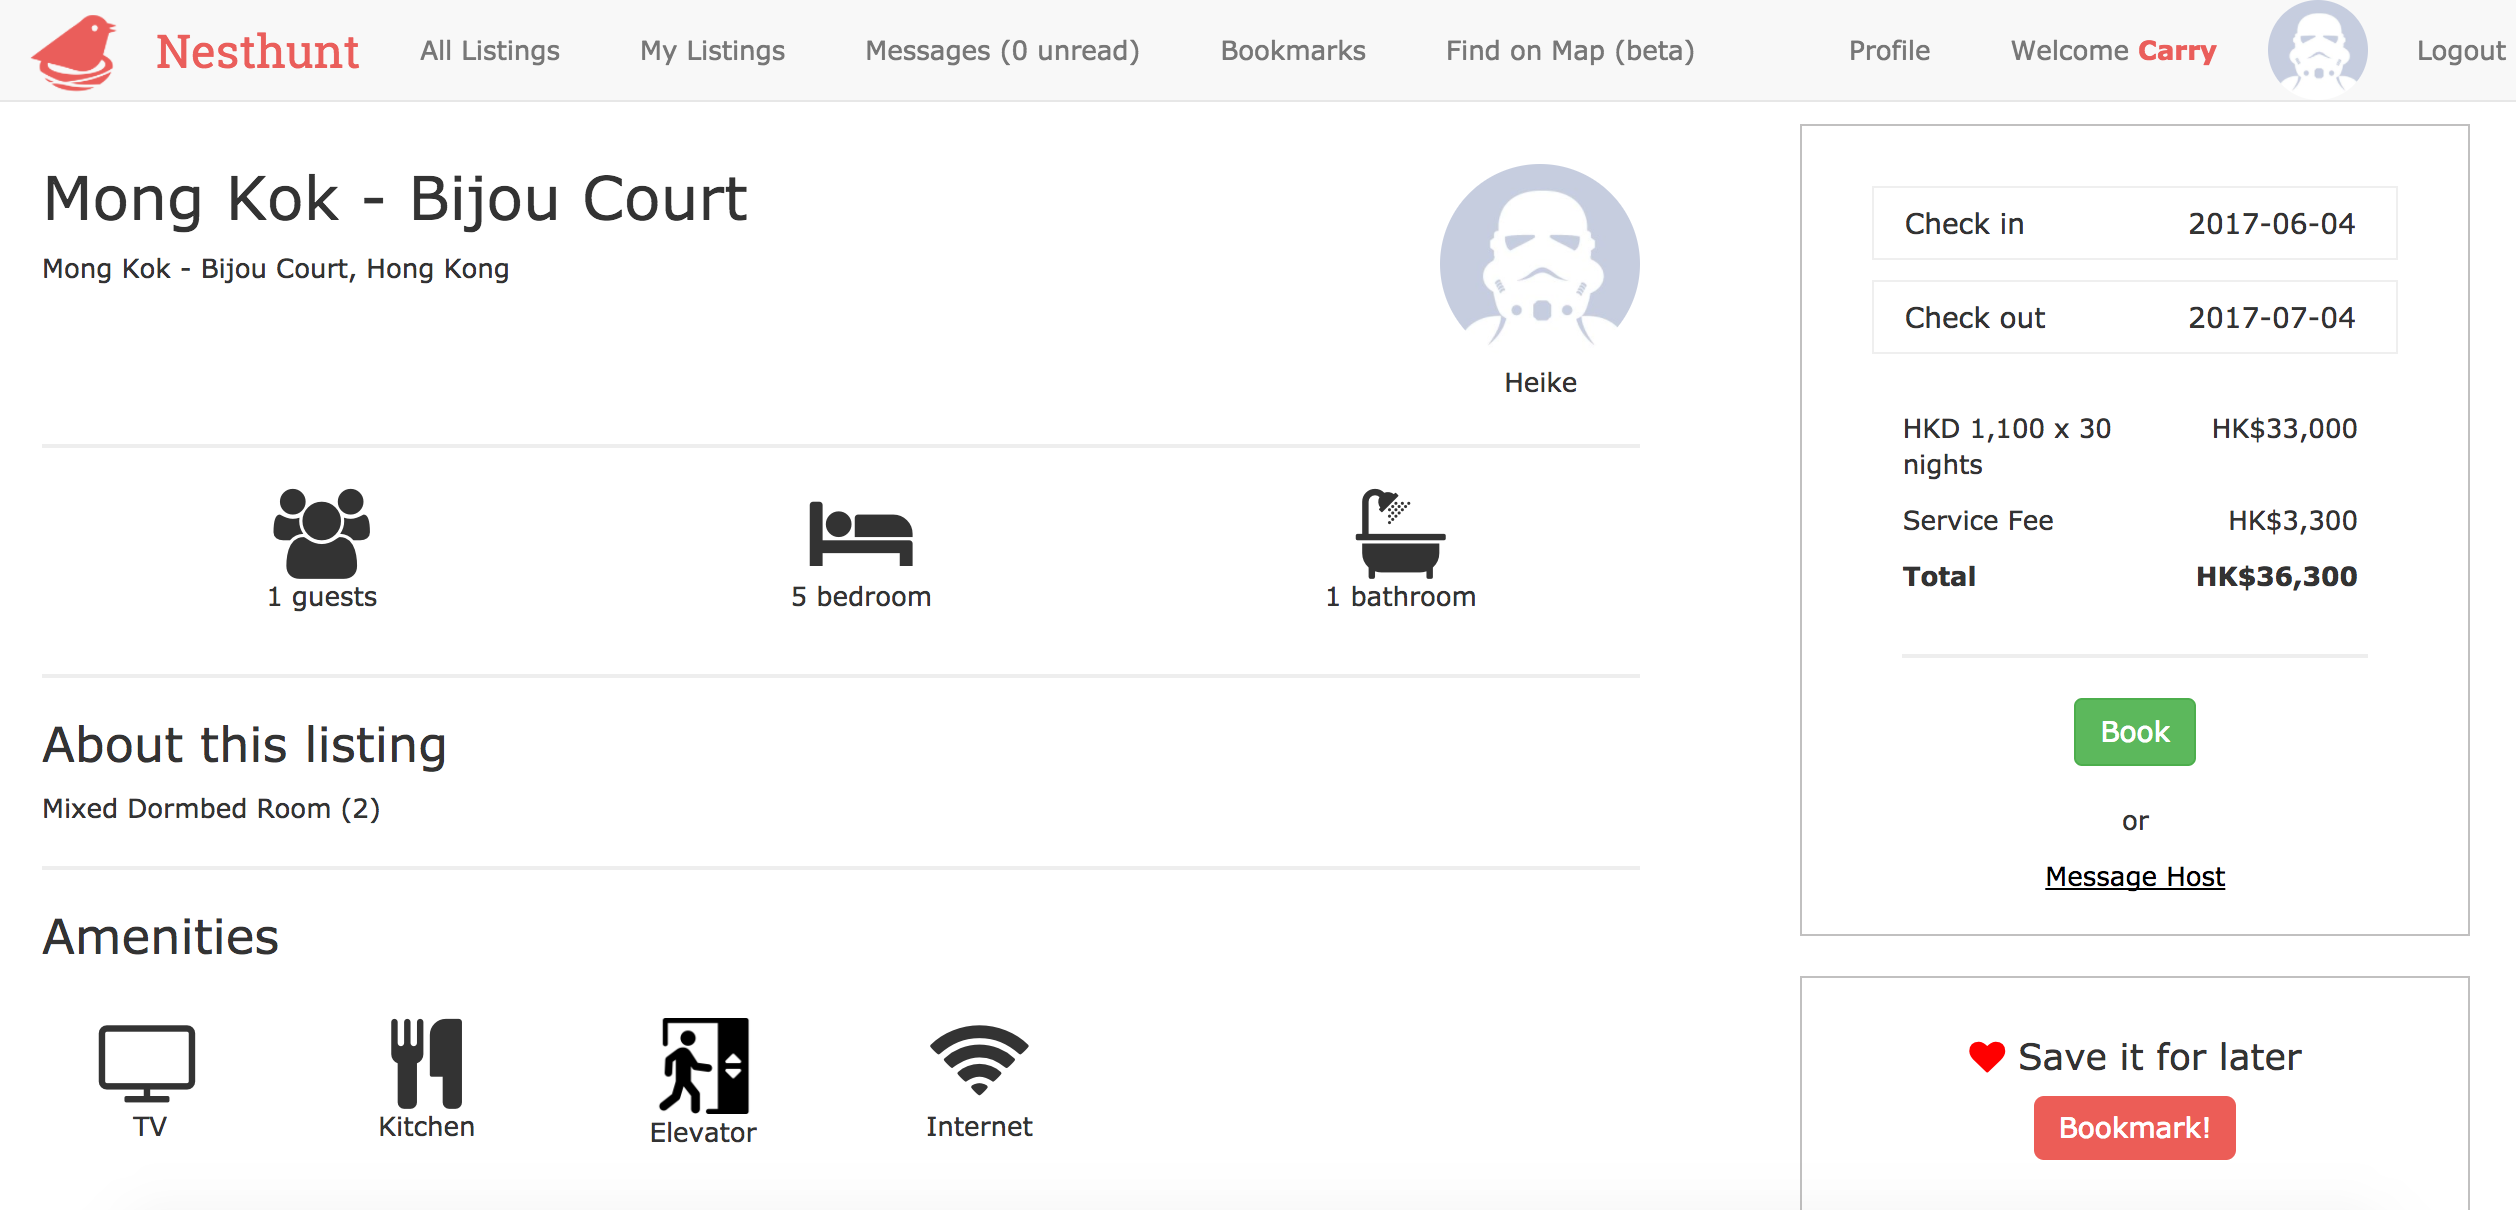 Nesthunt All Listings My Listings Messages (0 unread) Bookmarks Find on Map (beta) Profile Welcome Carry Logout
Mong Kok - Bijou Court
Mong Kok - Bijou Court, Hong Kong
Heike
1 guests 5 bedroom 1 bathroom
About this listing
Mixed Dormbed Room (2)
Amenities
TV Kitchen Elevator Internet
Check in 2017-06-04
Check out 2017-07-04
HKD 1,100 x 30 HK$33,000
nights
Service Fee HK$3,300
Total HK$36,300
Book
or
Message Host
Save it for later
Bookmark!